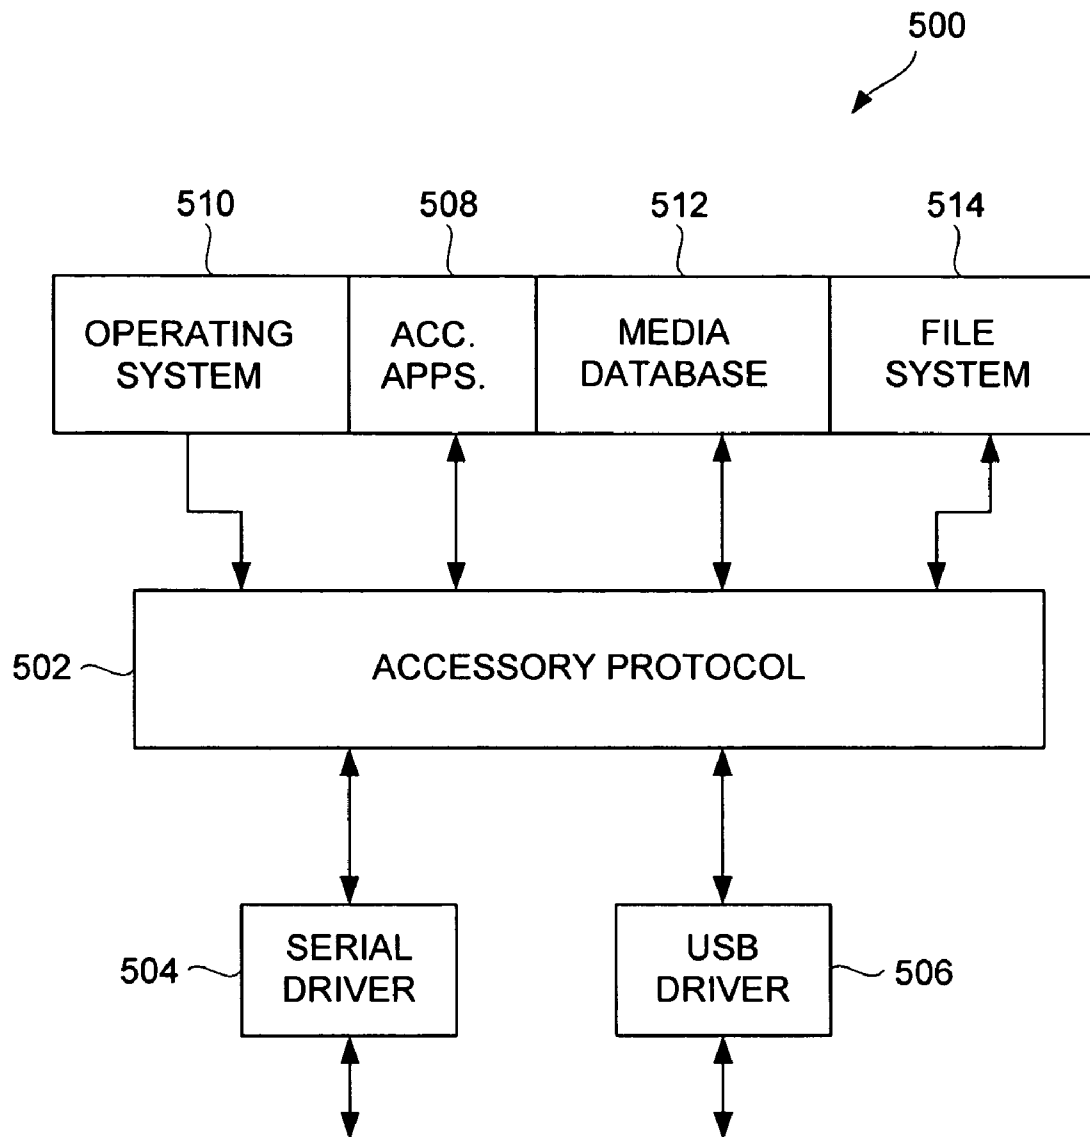 500
510
508
512
514
OPERATING
SYSTEM
ACC.
APPS.
MEDIA
DATABASE
FILE
SYSTEM
502
ACCESSORY PROTOCOL
504
SERIAL
DRIVER
USB
DRIVER
506